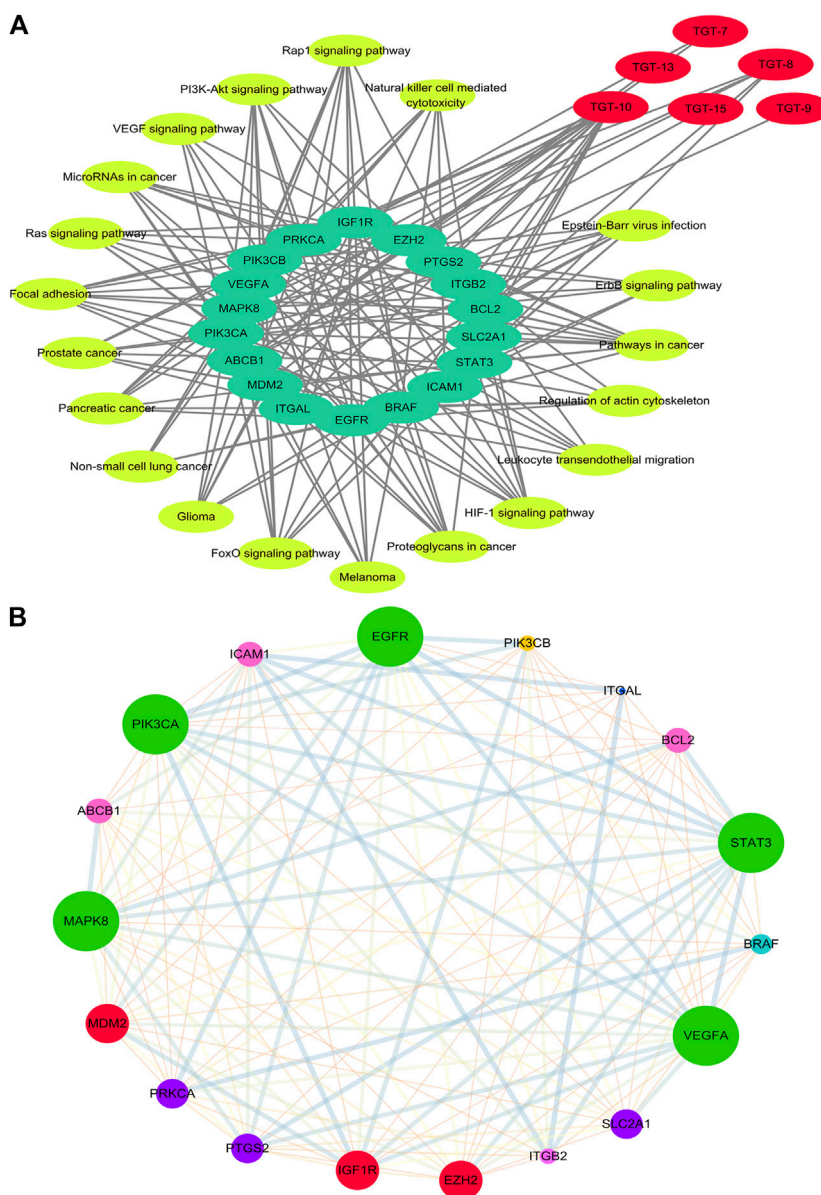 A
TGT-7
Rap1 signaling pathway
TGT-13
TGT-8
PI3K-Akt signaling pathway
Natural killer cell mediated
cytotoxicity
TGT-10
TGT-15
TGT-9
VEGF signaling pathway
MicroRNAs in cancer
IGF1R
Epstein-Barr virus infection
Ras signaling pathway
PRKCA
EZH2
PIK3CB
PTGS2
VEGFA
ITGB2
ErbB signaling pathway
Focal adhesion
MAPK8
BCL2
PIK3CA
SLC2A1
Pathways in cancer
Prostate cancer
ABCB1
STAT3
MDM2
ICAM1
Regulation of actin cytoskeleton
Pancreatic cancer
ITGAL
BRAF
EGFR
Non-small cell lung cancer
Leukocyte transendothelial migration
Glioma
HIF-1 signaling pathway
FoxO signaling pathway
Proteoglycans in cancer
Melanoma
B
EGFR
PIK3CB
ICAM1
ITGAL
PIK3CA
BCL2
ABCB1
STAT3
MAPK8
BRAF
MDM2
VEGFA
PRKCA
SLC2A1
PTGS2
ITGB2
IGF1R
EZH2